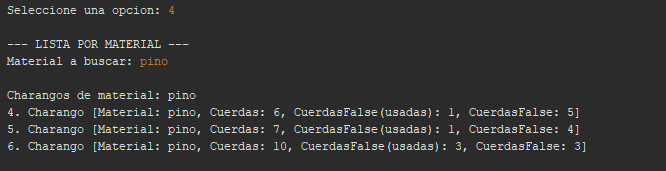 Seleccione una opcion: 4
--- LISTA POR MATERIAL ---
Material a buscar: pino
Charangos de material: pino
4. Charango [Material: pino, Cuerdas: 6, CuerdasFalse(usadas): 1, CuerdasFalse: 5]
5. Charango [Material: pino, Cuerdas: 7, CuerdasFalse(usadas): 1, CuerdasFalse: 4]
6. Charango [Material: pino, Cuerdas: 10, CuerdasFalse(usadas): 3, CuerdasFalse: 3]